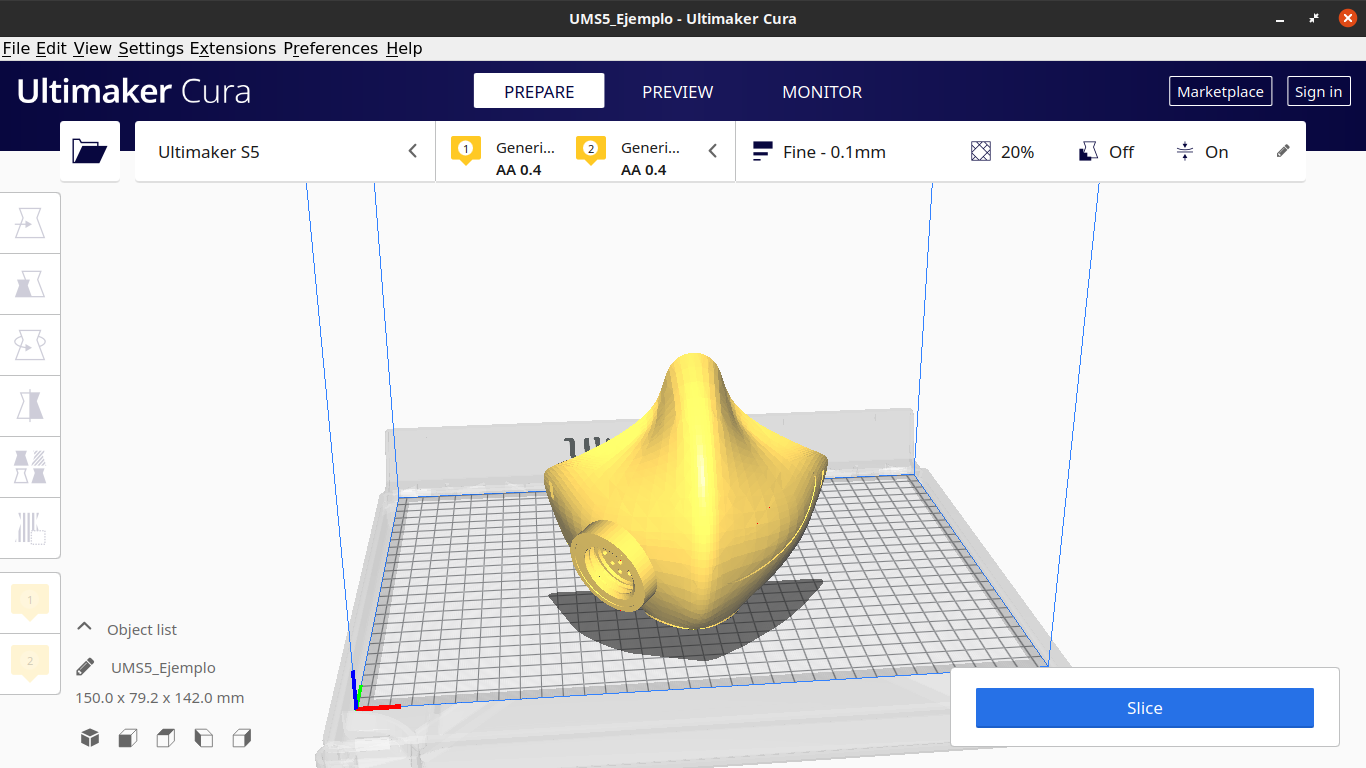 UMS5_Ejemplo - Ultimaker Cura
File Edit View Settings Extensions Preferences Help
Ultimaker Cura
PREPARE PREVIEW MONITOR
Marketplace Sign in
Ultimaker S5
1 Generi... AA 0.4
2 Generi... AA 0.4
Fine - 0.1mm 20% Off On
1
2
Object list
UMS5_Ejemplo
150.0 x 79.2 x 142.0 mm
Slice